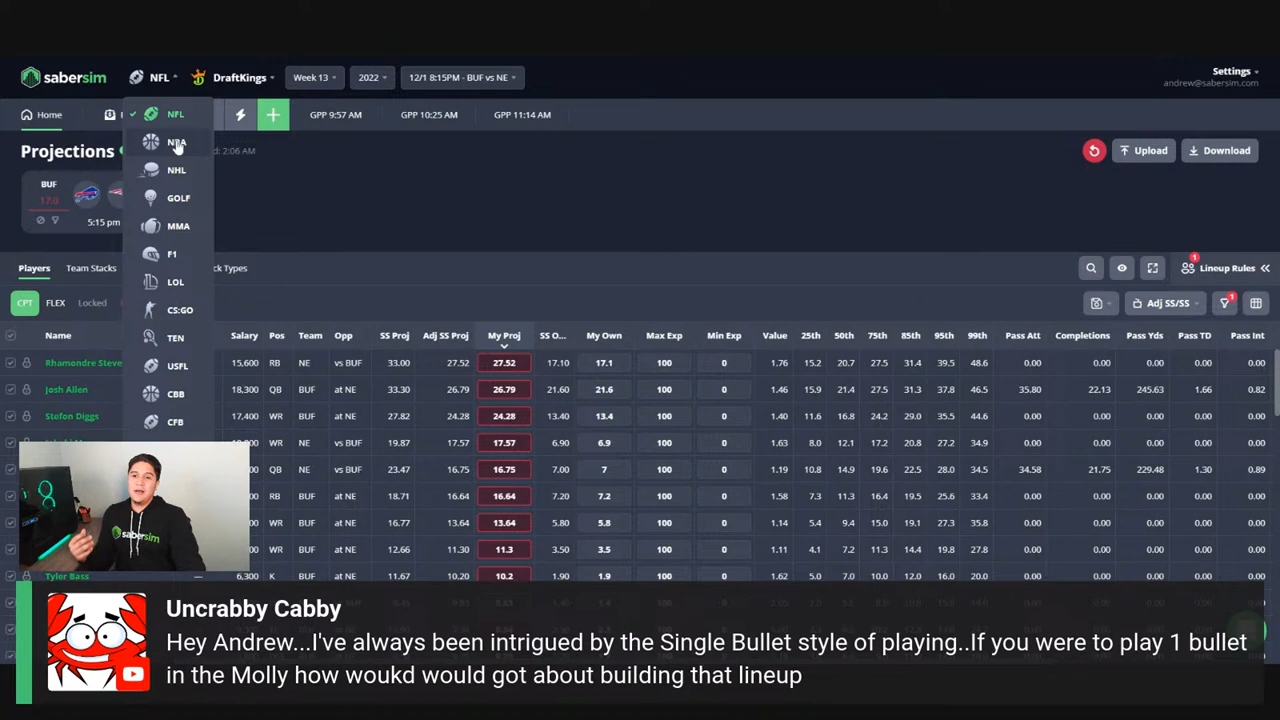 sabersim NFL DraftKings Week 13 2022 12/1 8:15PM - BUF vs NE Settings
andrew@sabersim.com
Home GPP 9:57 AM GPP 10:25 AM GPP 11:14 AM
Projections 2:06 AM Upload Download
BUF
17.0
5:15 pm
NFL
NBA
NHL
GOLF
MMA
F1
LOL
CS:GO
TEN
USFL
CBB
CFB
Players Team Stacks ck Types 1 Lineup Rules
CPT FLEX Locked Adj SS/SS 1
Name Salary Pos Team Opp SS Proj Adj SS Proj My Proj SS O... My Own Max Exp Min Exp Value 25th 50th 75th 85th 95th 99th Pass Att Completions Pass Yds Pass TD Pass Int
Rhamondre Steve 15,600 RB NE vs BUF 33.00 27.52 27.52 17.10 17.1 100 0 1.76 15.2 20.7 27.5 31.4 39.5 48.6 0.00 0.00 0.00 0.00 0.00
Josh Allen 18,300 QB BUF at NE 33.30 26.79 26.79 21.60 21.6 100 0 1.46 15.9 21.4 27.5 31.3 37.8 46.5 35.80 22.13 245.63 1.66 0.82
Stefon Diggs 17,400 WR BUF at NE 27.82 24.28 24.28 13.40 13.4 100 0 1.40 11.6 16.8 24.2 29.0 35.5 44.6 0.00 0.00 0.00 0.00 0.00
WR NE vs BUF 19.87 17.57 17.57 6.90 6.9 100 0 1.63 8.0 12.1 17.2 20.8 27.2 34.9 0.00 0.00 0.00 0.00 0.00
QB NE vs BUF 23.47 16.75 16.75 7.00 7 100 0 1.19 10.8 14.9 19.6 22.5 28.0 34.5 34.58 21.75 229.48 1.30 0.89
RB BUF at NE 18.71 16.64 16.64 7.20 7.2 100 0 1.58 7.3 11.3 16.4 19.5 25.6 33.4 0.00 0.00 0.00 0.00 0.00
WR BUF at NE 16.77 13.64 13.64 5.80 5.8 100 0 1.14 5.4 9.4 15.0 19.1 27.3 35.8 0.00 0.00 0.00 0.00 0.00
WR BUF at NE 12.66 11.30 11.3 3.50 3.5 100 0 1.11 4.1 7.2 11.3 14.4 19.8 27.8 0.00 0.00 0.00 0.00 0.00
Tyler Bass 6,300 K BUF at NE 11.67 10.20 10.2 1.90 1.9 100 0 1.62 5.0 7.0 10.0 12.0 16.0 20.0 0.00 0.00 0.00 0.00 0.00
sabersim
Uncrabby Cabby
Hey Andrew...I've always been intrigued by the Single Bullet style of playing..If you were to play 1 bullet
in the Molly how woukd would got about building that lineup